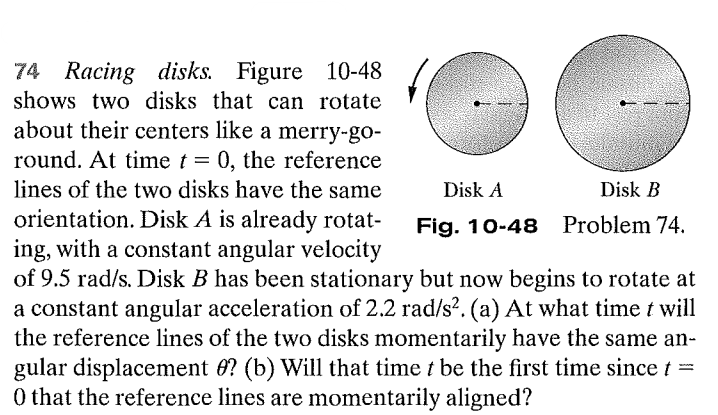 74 Racing disks. Figure 10-48
shows two disks that can rotate
about their centers like a merry-go-
round. At time t = 0, the reference
lines of the two disks have the same
orientation. Disk A is already rotat-
ing, with a constant angular velocity
of 9.5 rad/s. Disk B has been stationary but now begins to rotate at
a constant angular acceleration of 2.2 rad/s². (a) At what time t will
the reference lines of the two disks momentarily have the same an-
gular displacement θ? (b) Will that time t be the first time since t =
0 that the reference lines are momentarily aligned?
Disk A
Disk B
Fig. 10-48 Problem 74.